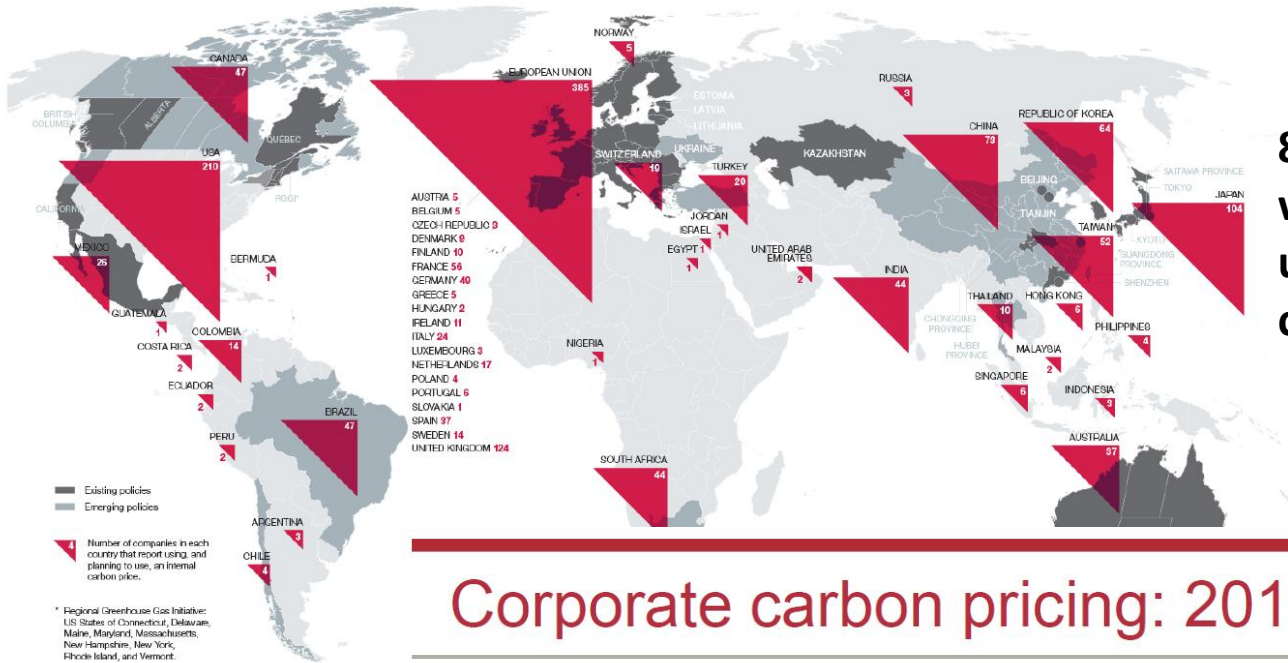 NORWAY
5
CANADA
47
EUROPEAN UNION
385
RUSSIA
3
ESTONIA
LATVIA
LITHUANIA
REPUBLIC OF KOREA
64
BRITISH
COLUMBIA
ALBERTA
QUEBEC
CHINA
79
UKRAINE
SWITZERLAND
19
KAZAKHSTAN
USA
210
TURKEY
20
SAITAMA PROVINCE
TOKYO
BEIJING
JAPAN
104
RGGI*
CALIFORNIA
TIANJIN
AUSTRIA 5
BELGIUM 5
CZECH REPUBLIC 3
DENMARK 9
FINLAND 10
FRANCE 56
GERMANY 49
GREECE 5
HUNGARY 2
IRELAND 11
ITALY 24
LUXEMBOURG 3
NETHERLANDS 17
POLAND 4
PORTUGAL 6
SLOVAKIA 1
SPAIN 37
SWEDEN 14
UNITED KINGDOM 124
JORDAN
1
ISRAEL
1
EGYPT
1
TAIWAN
52
KYOTO
GUANGDONG
PROVINCE
SHENZHEN
MEXICO
26
BERMUDA
1
UNITED ARAB
EMIRATES
2
INDIA
44
THAILAND
10
HONG KONG
6
GUATEMALA
1
CHONGQING
PROVINCE
HUBEI
PROVINCE
PHILIPPINES
4
COLOMBIA
14
COSTA RICA
2
NIGERIA
1
MALAYSIA
2
SINGAPORE
6
INDONESIA
3
ECUADOR
2
BRAZIL
47
PERU
2
SOUTH AFRICA
44
AUSTRALIA
37
Existing policies
Emerging policies
ARGENTINA
3
CHILE
4
4
Number of companies in each
country that report using, and
planning to use, an internal
carbon price.
* Regional Greenhouse Gas Initiative:
US States of Connecticut, Delaware,
Maine, Maryland, Massachusetts,
New Hampshire, New York,
Rhode Island, and Vermont.
Corporate carbon pricing: 201